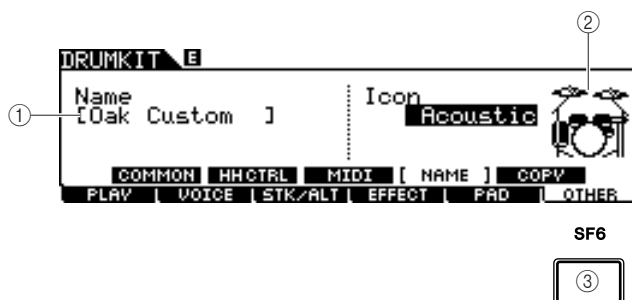 ②
DRUMKIT E
Name
Icon
① [Oak Custom ]
Acoustic
COMMON HHCTRL MIDI [ NAME ] COPY
PLAY VOICE STK/ALT EFFECT PAD OTHER
SF6
③